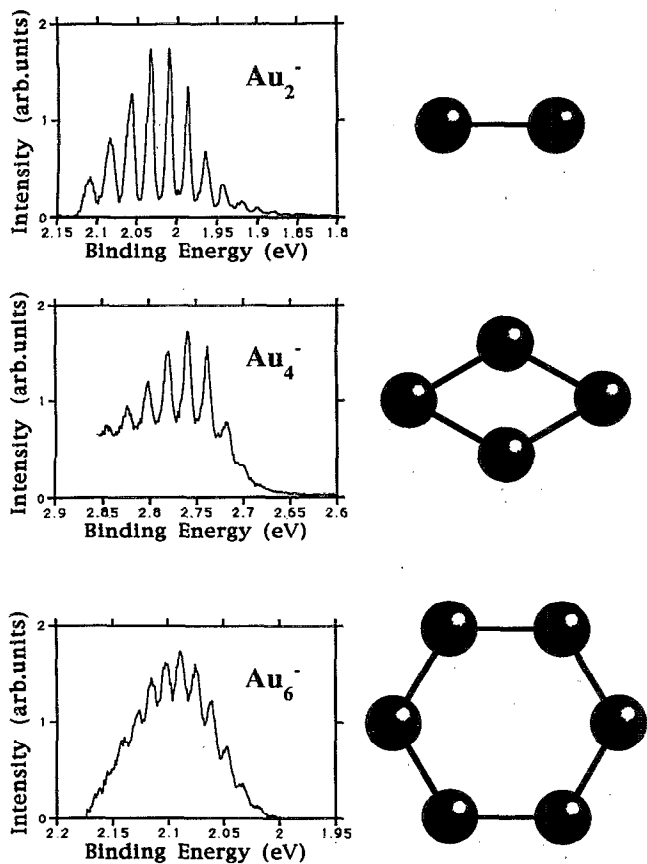 Intensity (arb.units)
2
1
0
Au₂⁻
2.15 2.1 2.05 2 1.95 1.9 1.85 1.8
Binding Energy (eV)
Intensity (arb.units)
2
1
0
Au₄⁻
2.9 2.85 2.8 2.75 2.7 2.65 2.6
Binding Energy (eV)
Intensity (arb.units)
2
1
0
Au₆⁻
2.2 2.15 2.1 2.05 2 1.95
Binding Energy (eV)